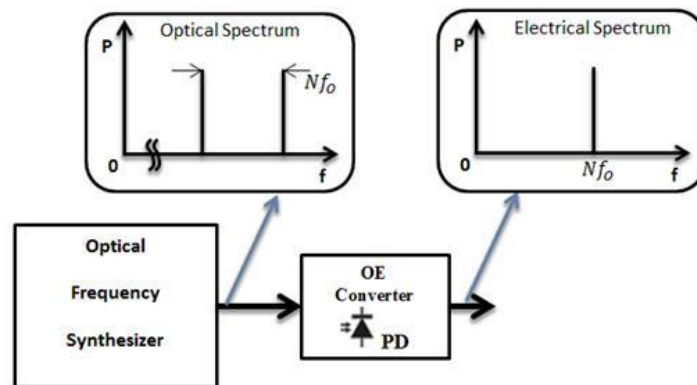 Optical Spectrum
P
Nf₀
0
f
Electrical Spectrum
P
0
Nf₀
f
Optical
Frequency
Synthesizer
OE
Converter
PD